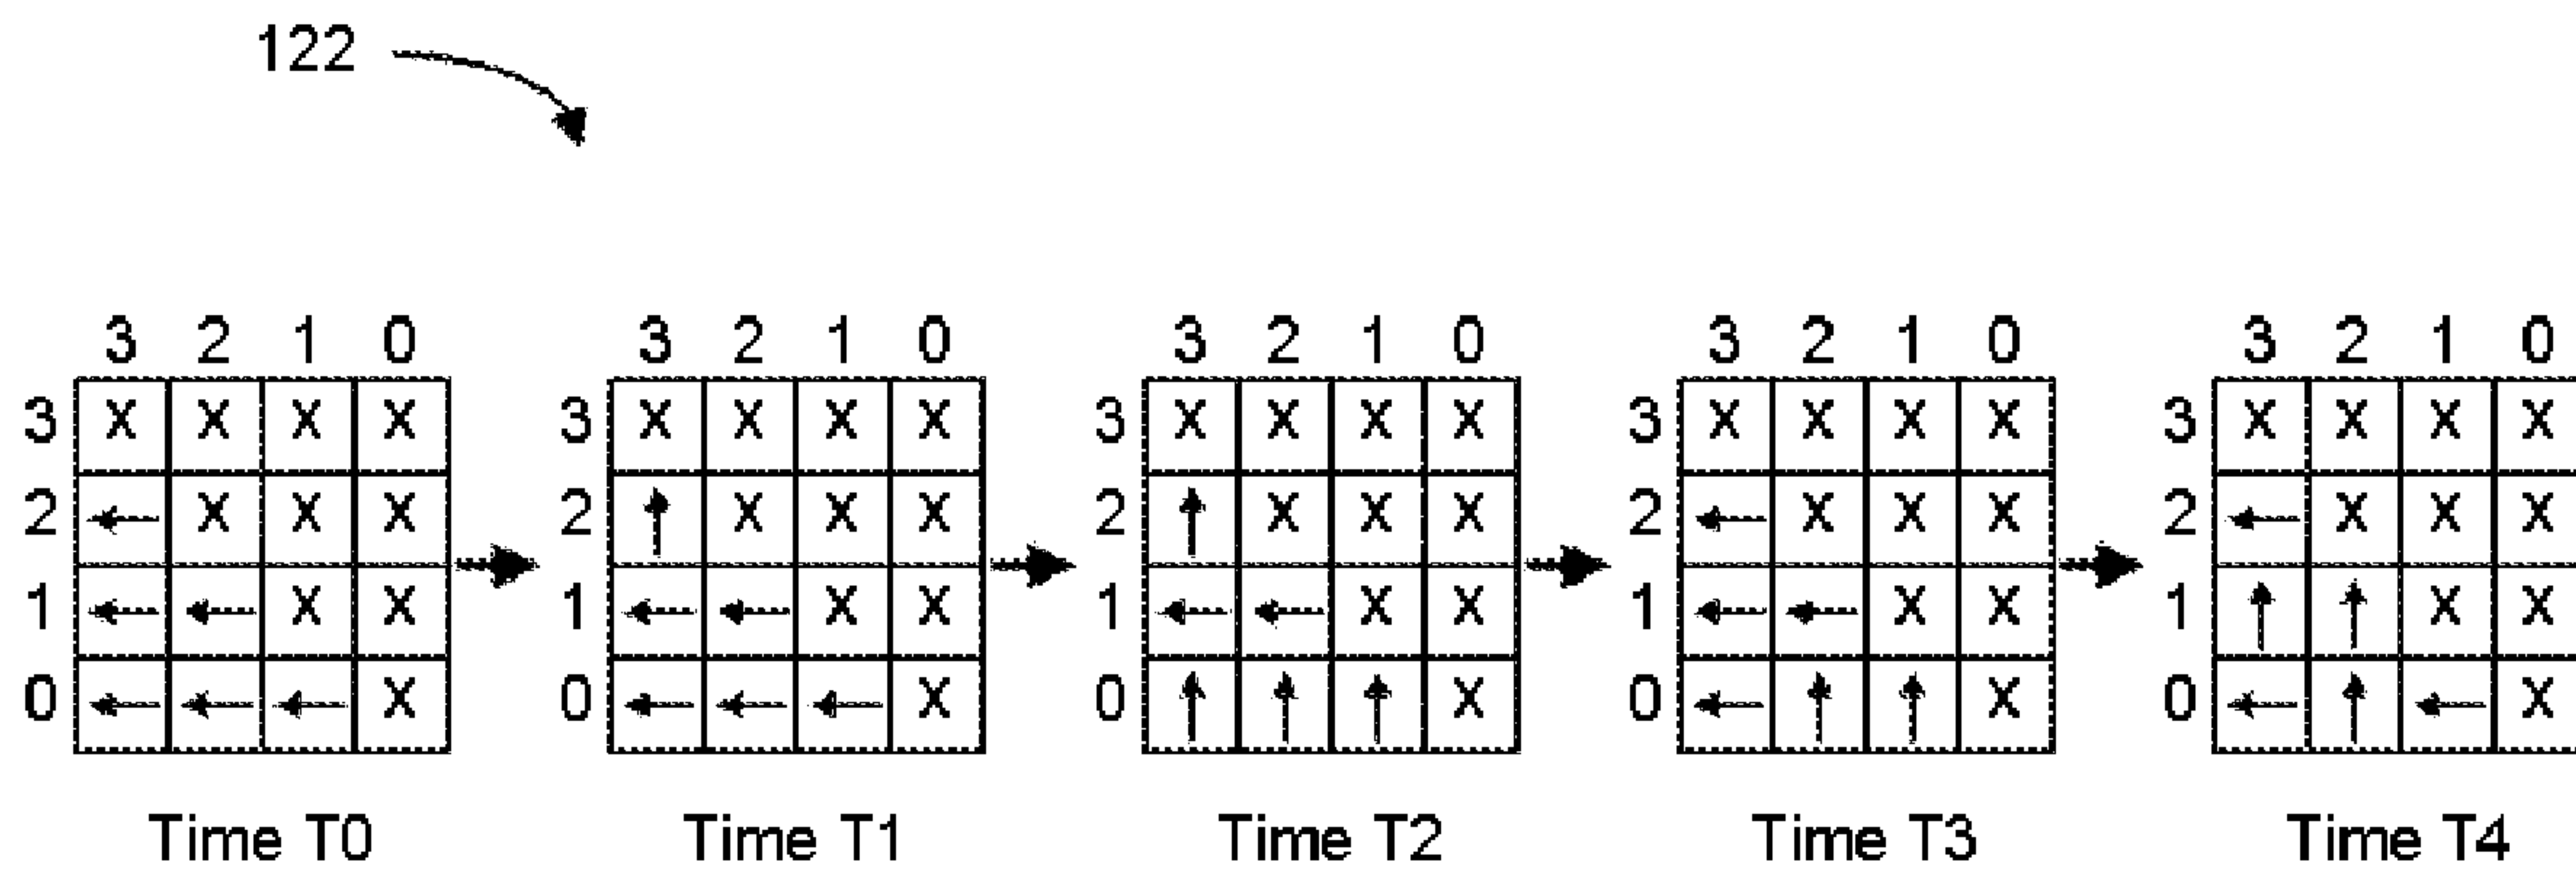 122
3 2 1 0 3 2 1 0 3 2 1 0 3 2 1 0 3 2 1 0
3 X X X X 3 X X X X 3 X X X X 3 X X X X 3 X X X X
2 ← X X X 2 ↑ X X X 2 ↑ X X X 2 ← X X X 2 ← X X X
1 ← ← X X 1 ← ← X X 1 ← ← X X 1 ← ← X X 1 ↑ ↑ X X
0 ← ← ← X 0 ← ← ← X 0 ↑ ↑ ↑ X 0 ← ↑ ↑ X 0 ← ↑ ← X
Time T0 Time T1 Time T2 Time T3 Time T4